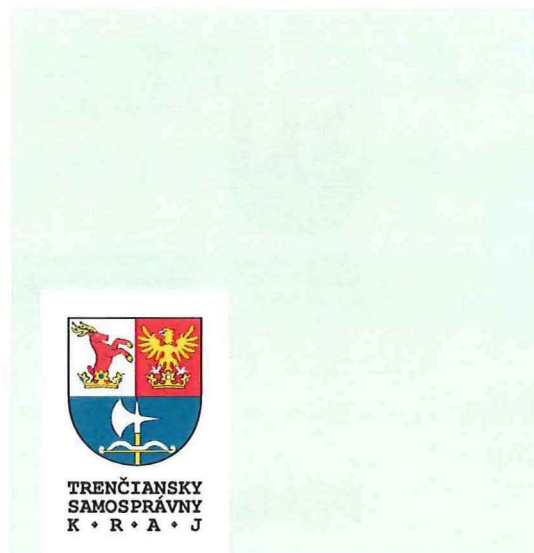 TRENČIANSKY
SAMOSPRÁVNY
K ⬥ R ⬥ A ⬥ J